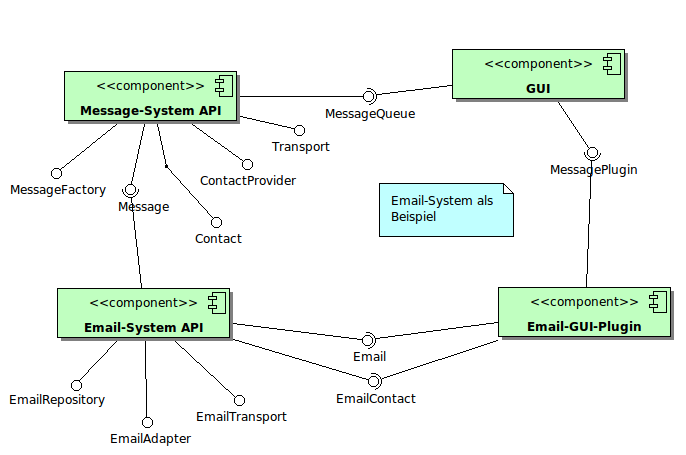 <<component>>
GUI
<<component>>
Message-System API
MessageQueue
Transport
MessagePlugin
ContactProvider
MessageFactory
Message
Contact
Email-System als
Beispiel
<<component>>
Email-System API
<<component>>
Email-GUI-Plugin
Email
EmailContact
EmailRepository
EmailTransport
EmailAdapter